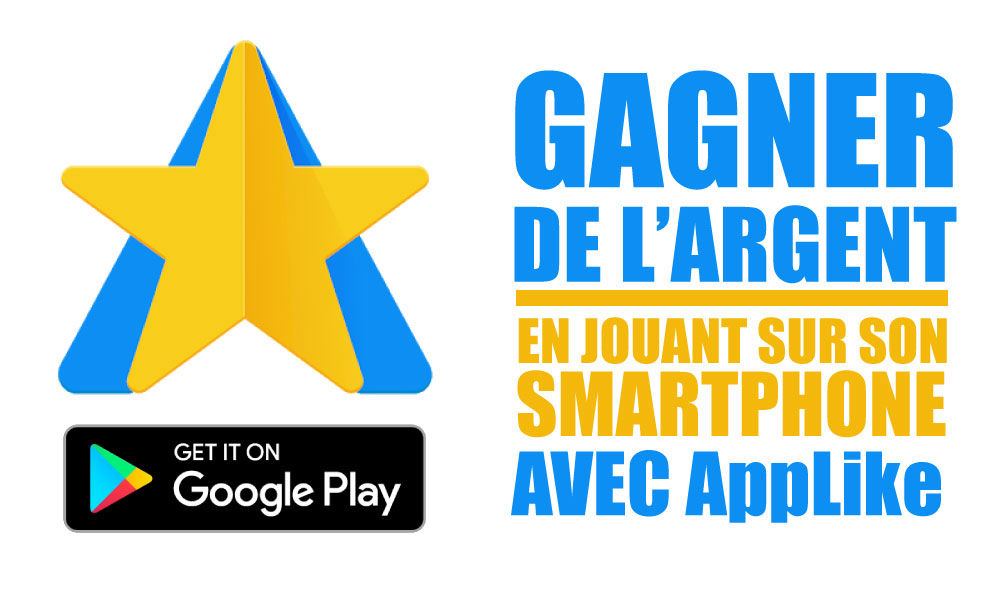 GAGNER
DE L’ARGENT
EN JOUANT SUR SON
SMARTPHONE
AVEC AppLike
GET IT ON
Google Play